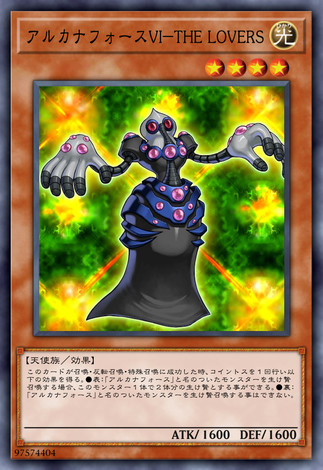 アルカナフォースVI－THE LOVERS
光
【天使族／効果】
このカードが召喚・反転召喚・特殊召喚に成功した時、コイントスを1回行い以
下の効果を得る。●表：「アルカナフォース」と名のついたモンスターを生け贄
召喚する場合、このモンスター1体で2体分の生け贄とする事ができる。●裏：
「アルカナフォース」と名のついたモンスターを生け贄召喚する事はできない。
ATK/ 1600 DEF/ 1600
97574404